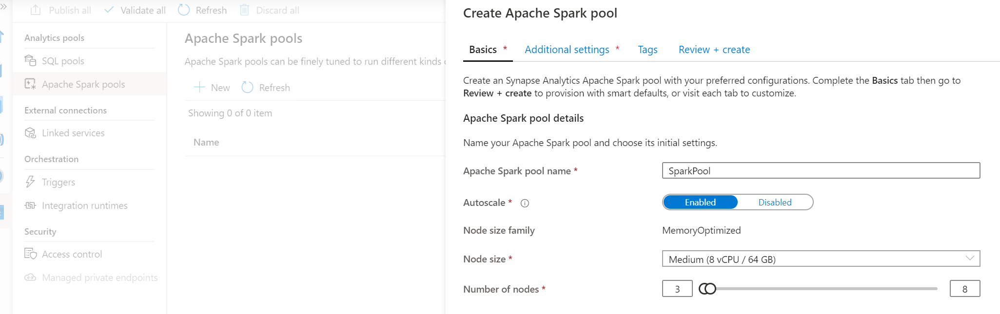 Publish all
Validate all
Refresh
Discard all
Analytics pools
SQL pools
Apache Spark pools
External connections
Linked services
Orchestration
Triggers
Integration runtimes
Security
Access control
Managed private endpoints
Apache Spark pools
Apache Spark pools can be finely tuned to run different kinds
New
Refresh
Showing 0 of 0 item
Name
Create Apache Spark pool
Basics *
Additional settings *
Tags
Review + create
Create an Synapse Analytics Apache Spark pool with your preferred configurations. Complete the Basics tab then go to
Review + create to provision with smart defaults, or visit each tab to customize.
Apache Spark pool details
Name your Apache Spark pool and choose its initial settings.
Apache Spark pool name *
SparkPool
Autoscale *
Enabled
Disabled
Node size family
MemoryOptimized
Node size *
Medium (8 vCPU / 64 GB)
Number of nodes *
3
8